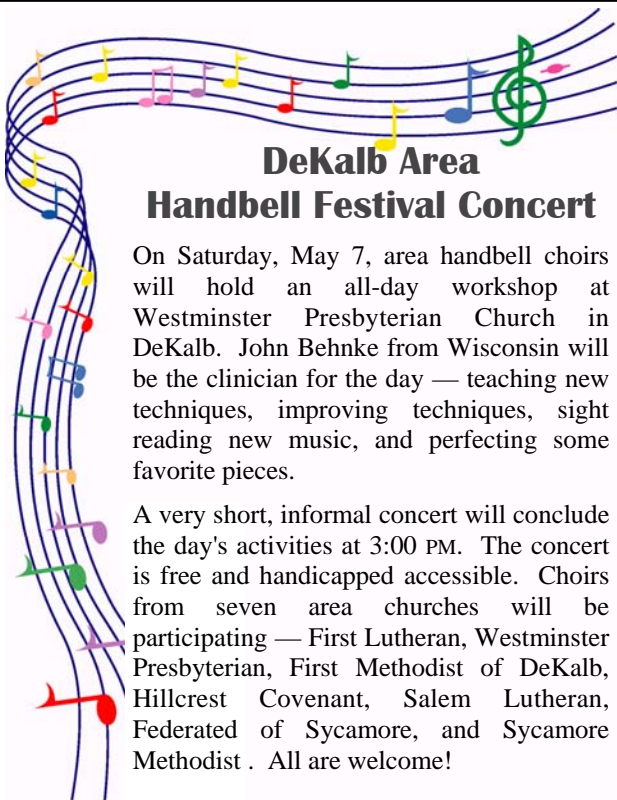 DeKalb Area
Handbell Festival Concert
On Saturday, May 7, area handbell choirs
will hold an all-day workshop at
Westminster Presbyterian Church in
DeKalb. John Behnke from Wisconsin will
be the clinician for the day — teaching new
techniques, improving techniques, sight
reading new music, and perfecting some
favorite pieces.
A very short, informal concert will conclude
the day's activities at 3:00 PM. The concert
is free and handicapped accessible. Choirs
from seven area churches will be
participating — First Lutheran, Westminster
Presbyterian, First Methodist of DeKalb,
Hillcrest Covenant, Salem Lutheran,
Federated of Sycamore, and Sycamore
Methodist . All are welcome!